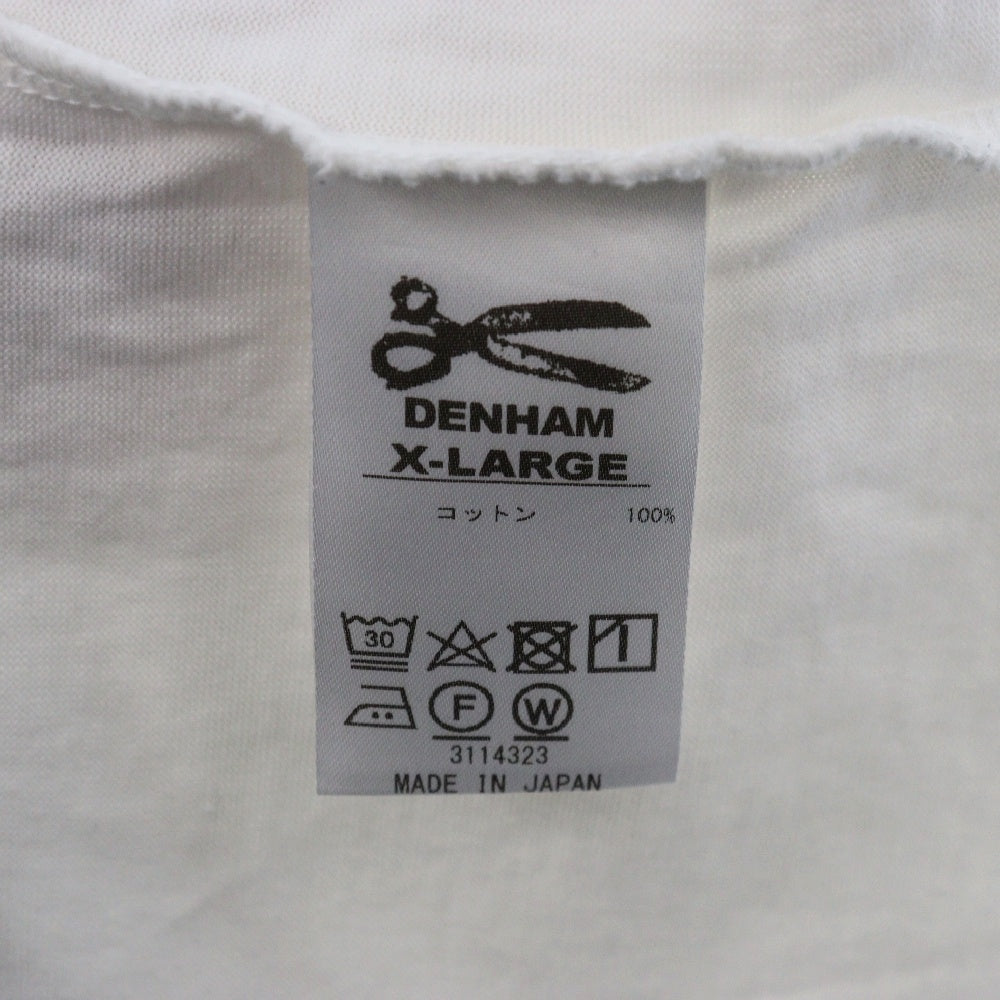 DENHAM
X-LARGE
コットン 100%
30
F W
3114323
MADE IN JAPAN